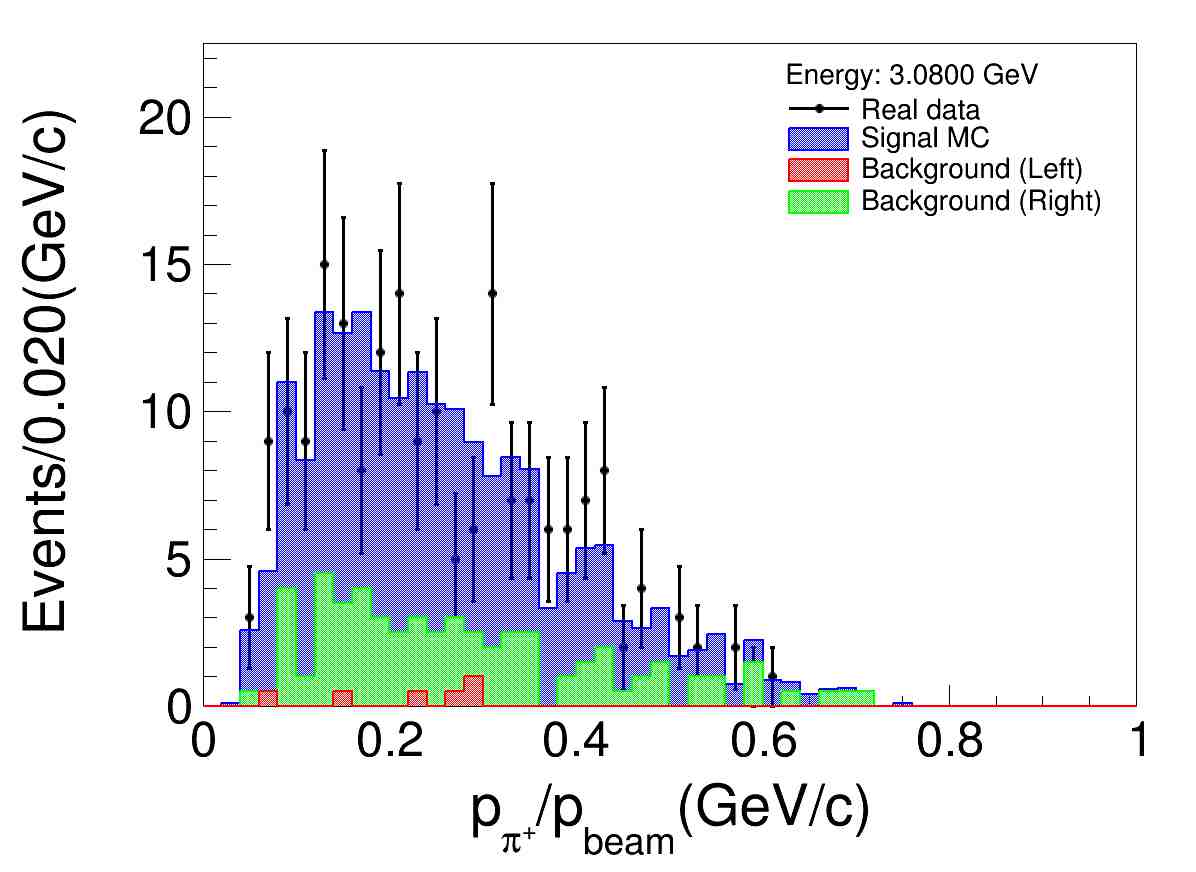 Energy: 3.0800 GeV
Real data
Signal MC
Background (Left)
Background (Right)
Events/0.020(GeV/c)
20
15
10
5
0
0 0.2 0.4 0.6 0.8 1
pπ+/pbeam(GeV/c)